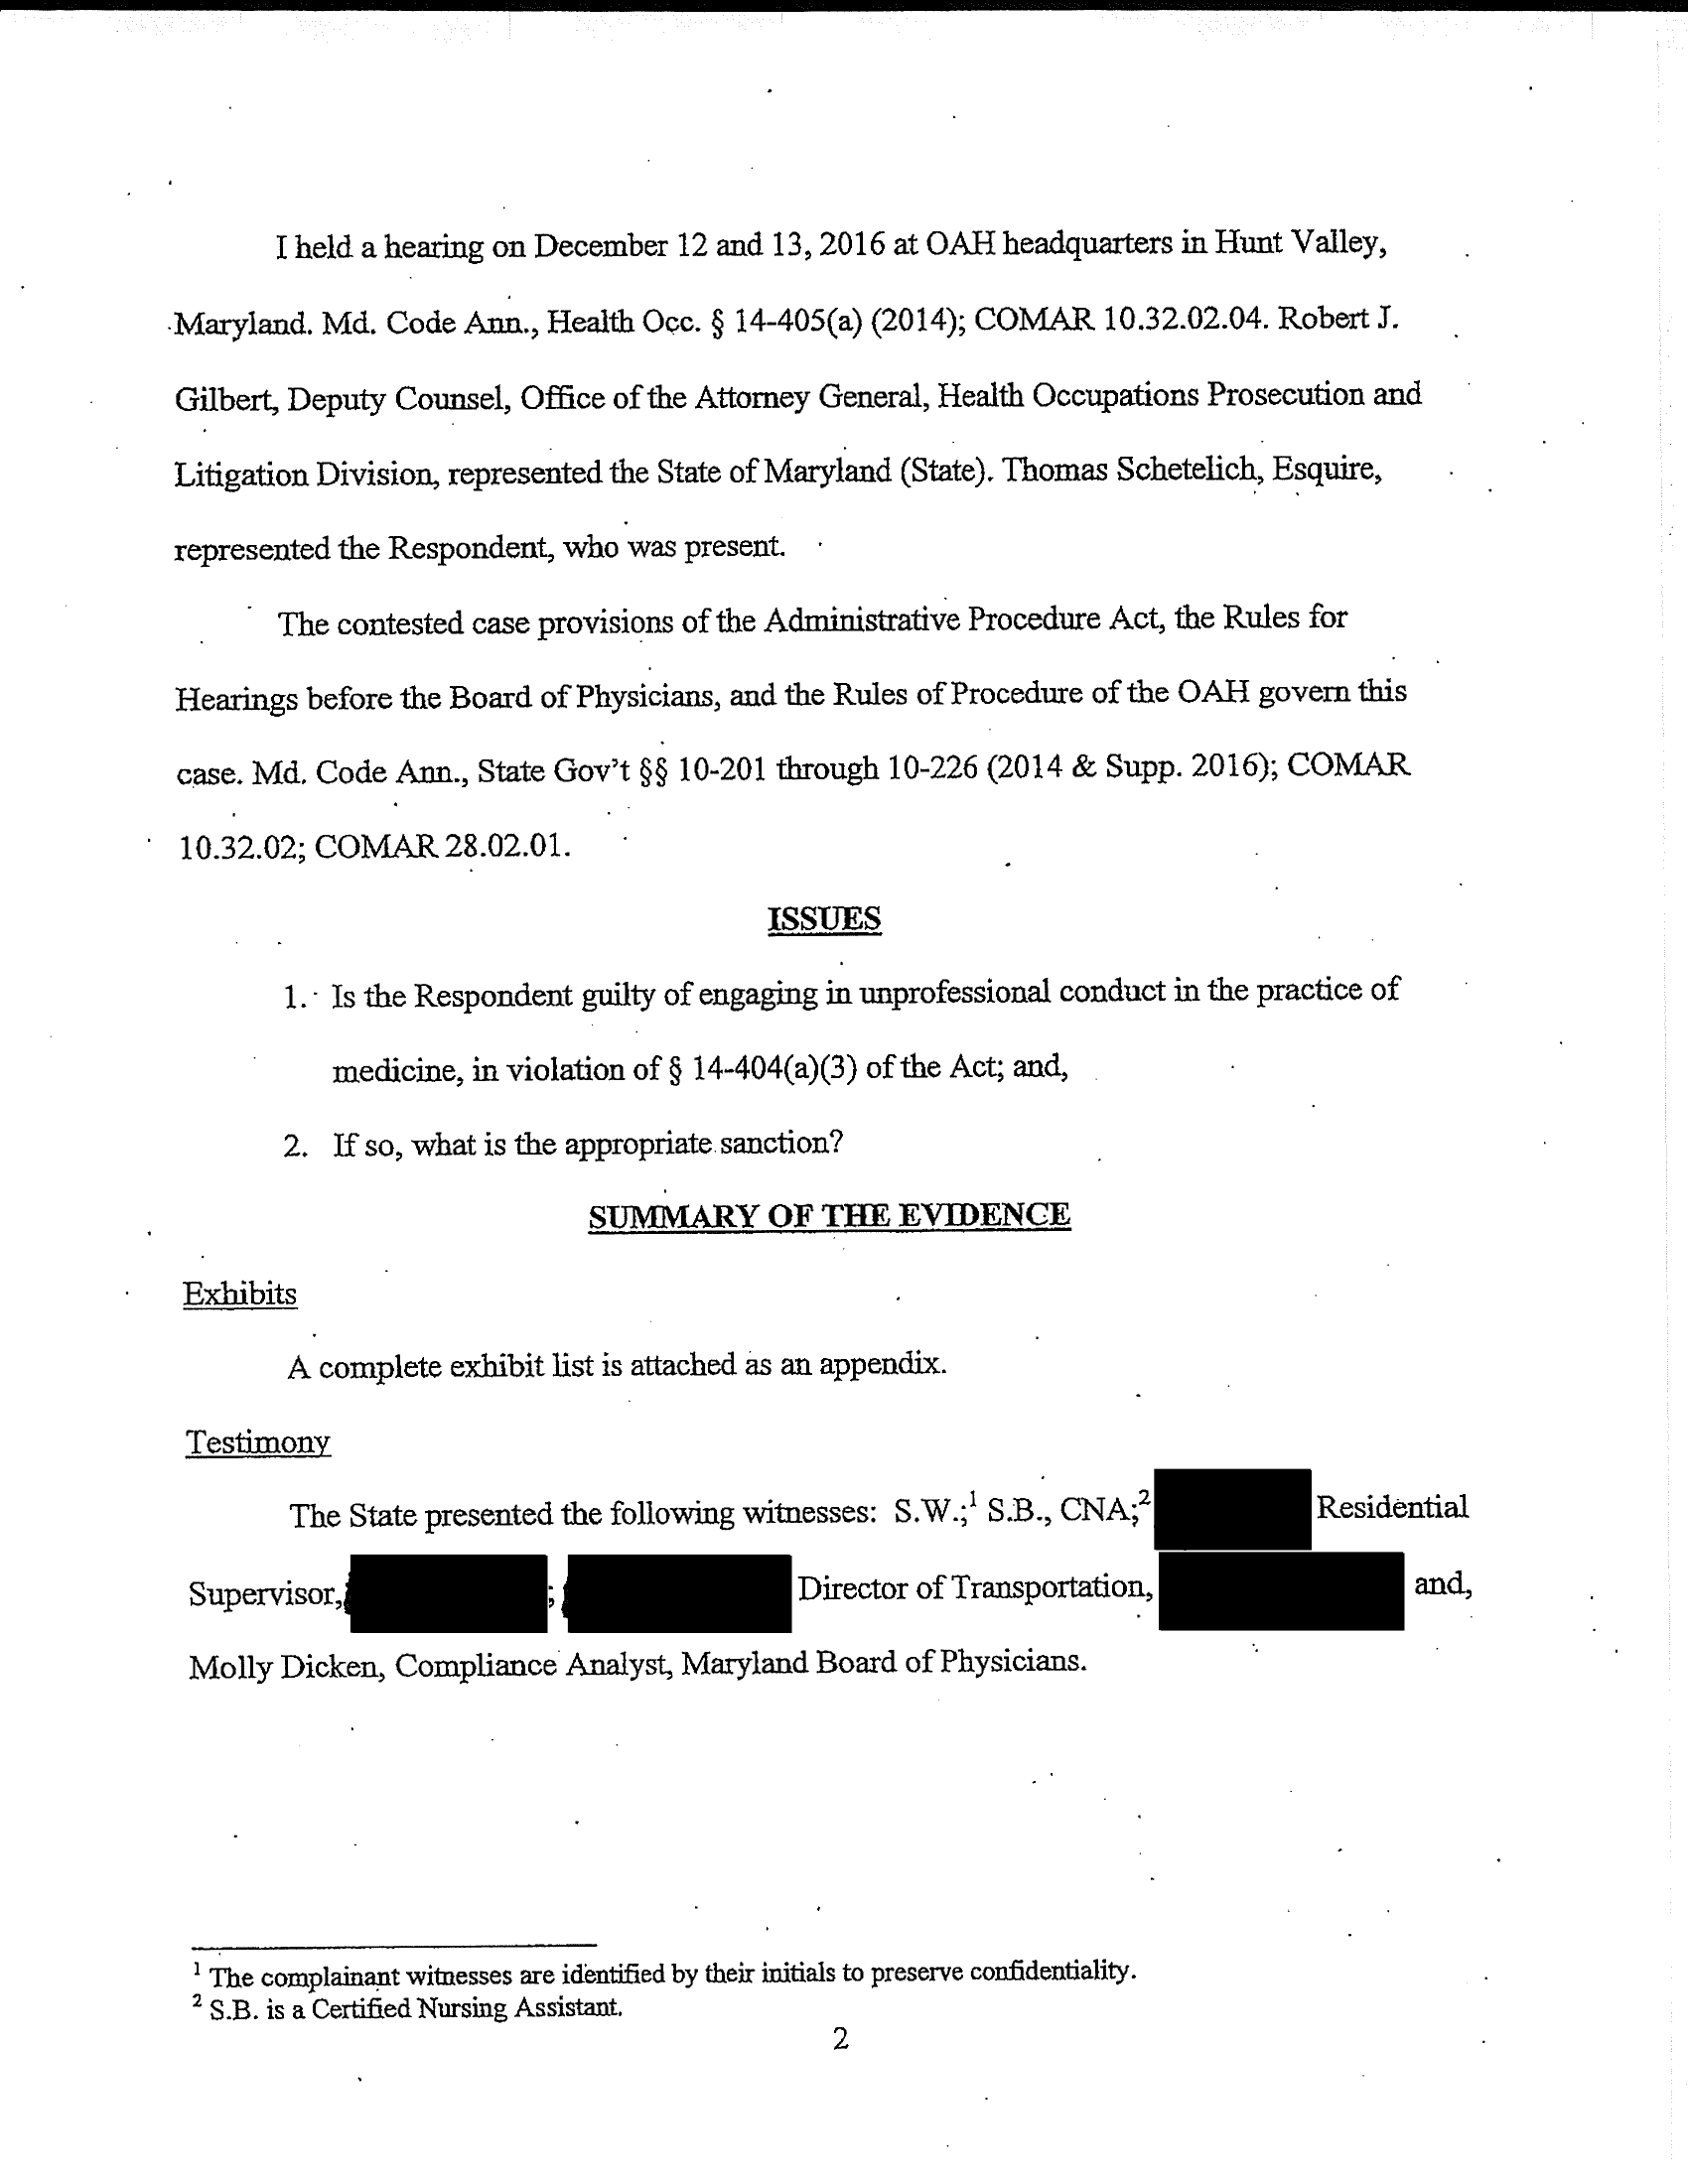 I held a hearing on December 12 and 13, 2016 at OAH headquarters in Hunt Valley,
Maryland. Md. Code Ann., Health Occ. § 14-405(a) (2014); COMAR 10.32.02.04. Robert J.
Gilbert, Deputy Counsel, Office of the Attorney General, Health Occupations Prosecution and
Litigation Division, represented the State of Maryland (State). Thomas Schetelich, Esquire,
represented the Respondent, who was present.
The contested case provisions of the Administrative Procedure Act, the Rules for
Hearings before the Board of Physicians, and the Rules of Procedure of the OAH govern this
case. Md. Code Ann., State Gov't §§ 10-201 through 10-226 (2014 & Supp. 2016); COMAR
10.32.02; COMAR 28.02.01.
ISSUES
1. Is the Respondent guilty of engaging in unprofessional conduct in the practice of
medicine, in violation of § 14-404(a)(3) of the Act; and,
2. If so, what is the appropriate sanction?
SUMMARY OF THE EVIDENCE
Exhibits
A complete exhibit list is attached as an appendix.
Testimony
The State presented the following witnesses: S.W.;1 S.B., CNA;2 Residential
Supervisor, ; Director of Transportation, and,
Molly Dicken, Compliance Analyst, Maryland Board of Physicians.
1 The complainant witnesses are identified by their initials to preserve confidentiality.
2 S.B. is a Certified Nursing Assistant.
2